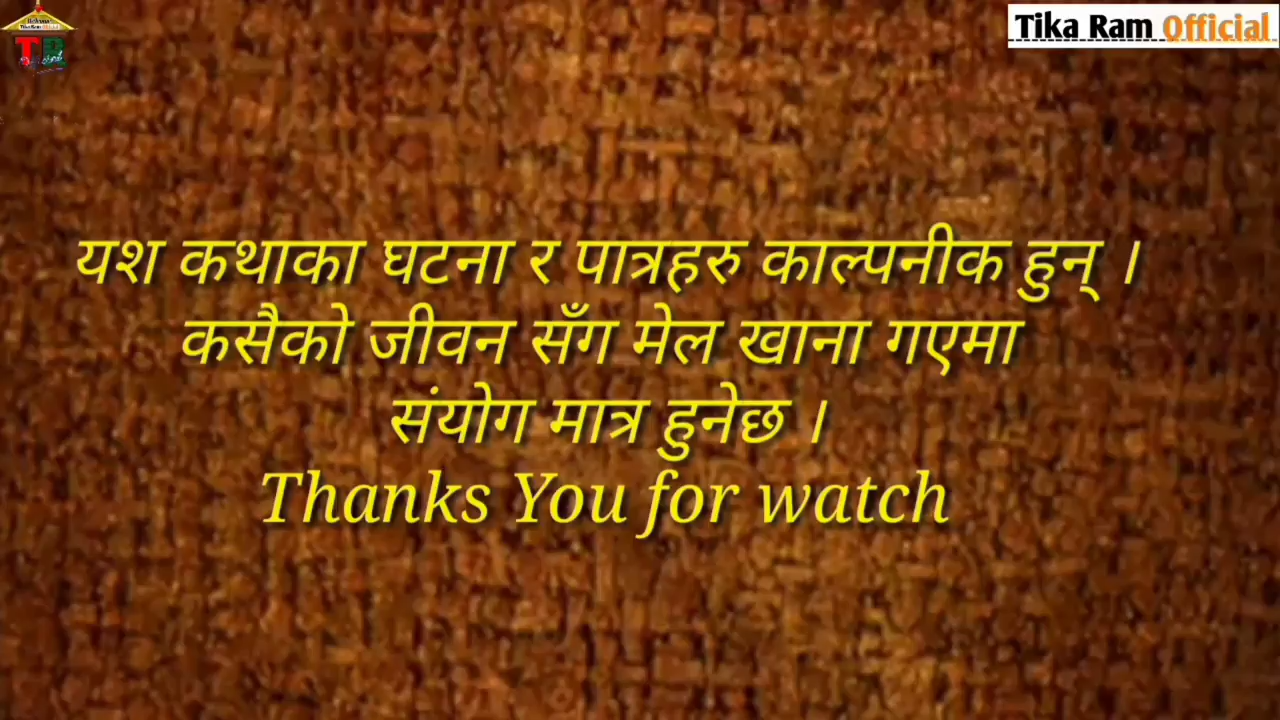 Tika Ram Official
यश कथाका घटना र पात्रहरु काल्पनीक हुन् ।
कसैको जीवन सँग मेल खाना गएमा
संयोग मात्र हुनेछ ।
Thanks You for watch